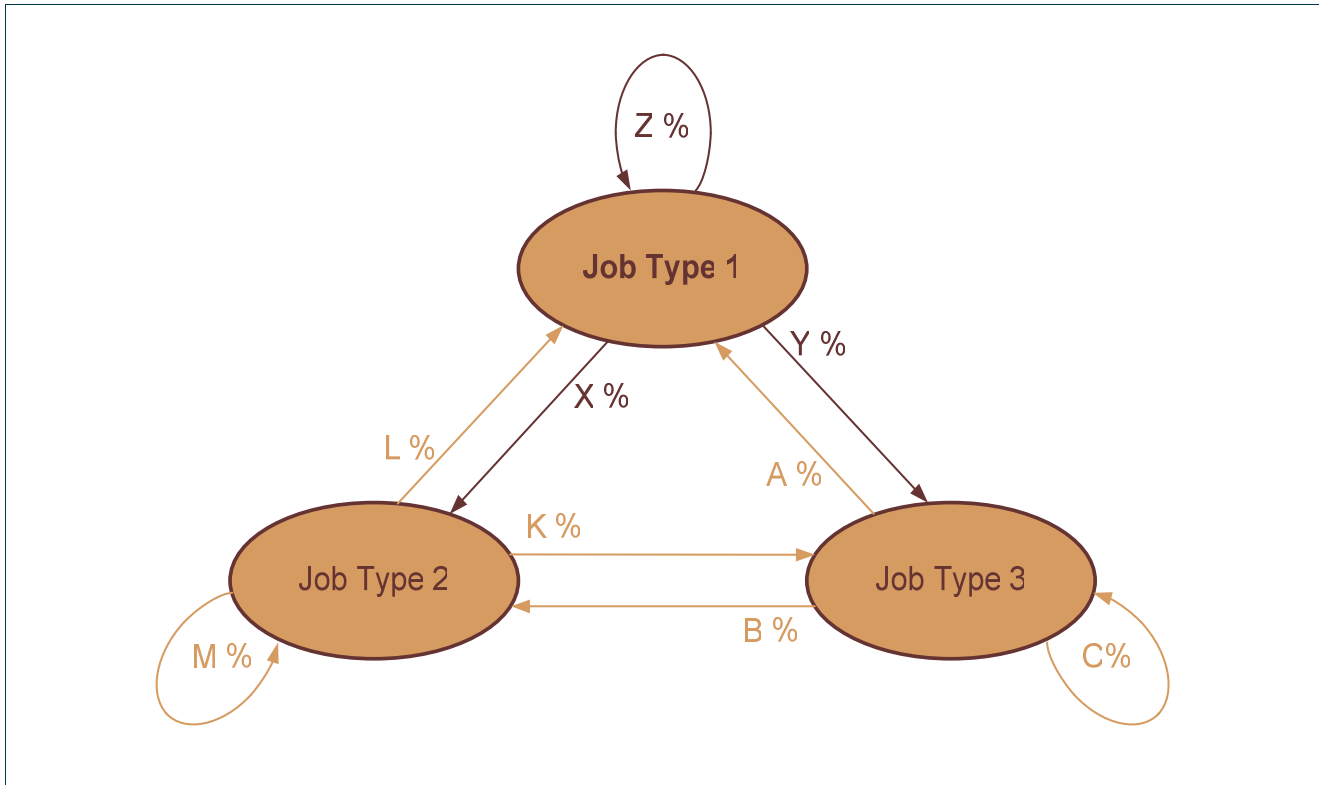 Z %
Job Type 1
Y %
X %
L %
A %
K %
Job Type 2
Job Type 3
B %
M %
C%